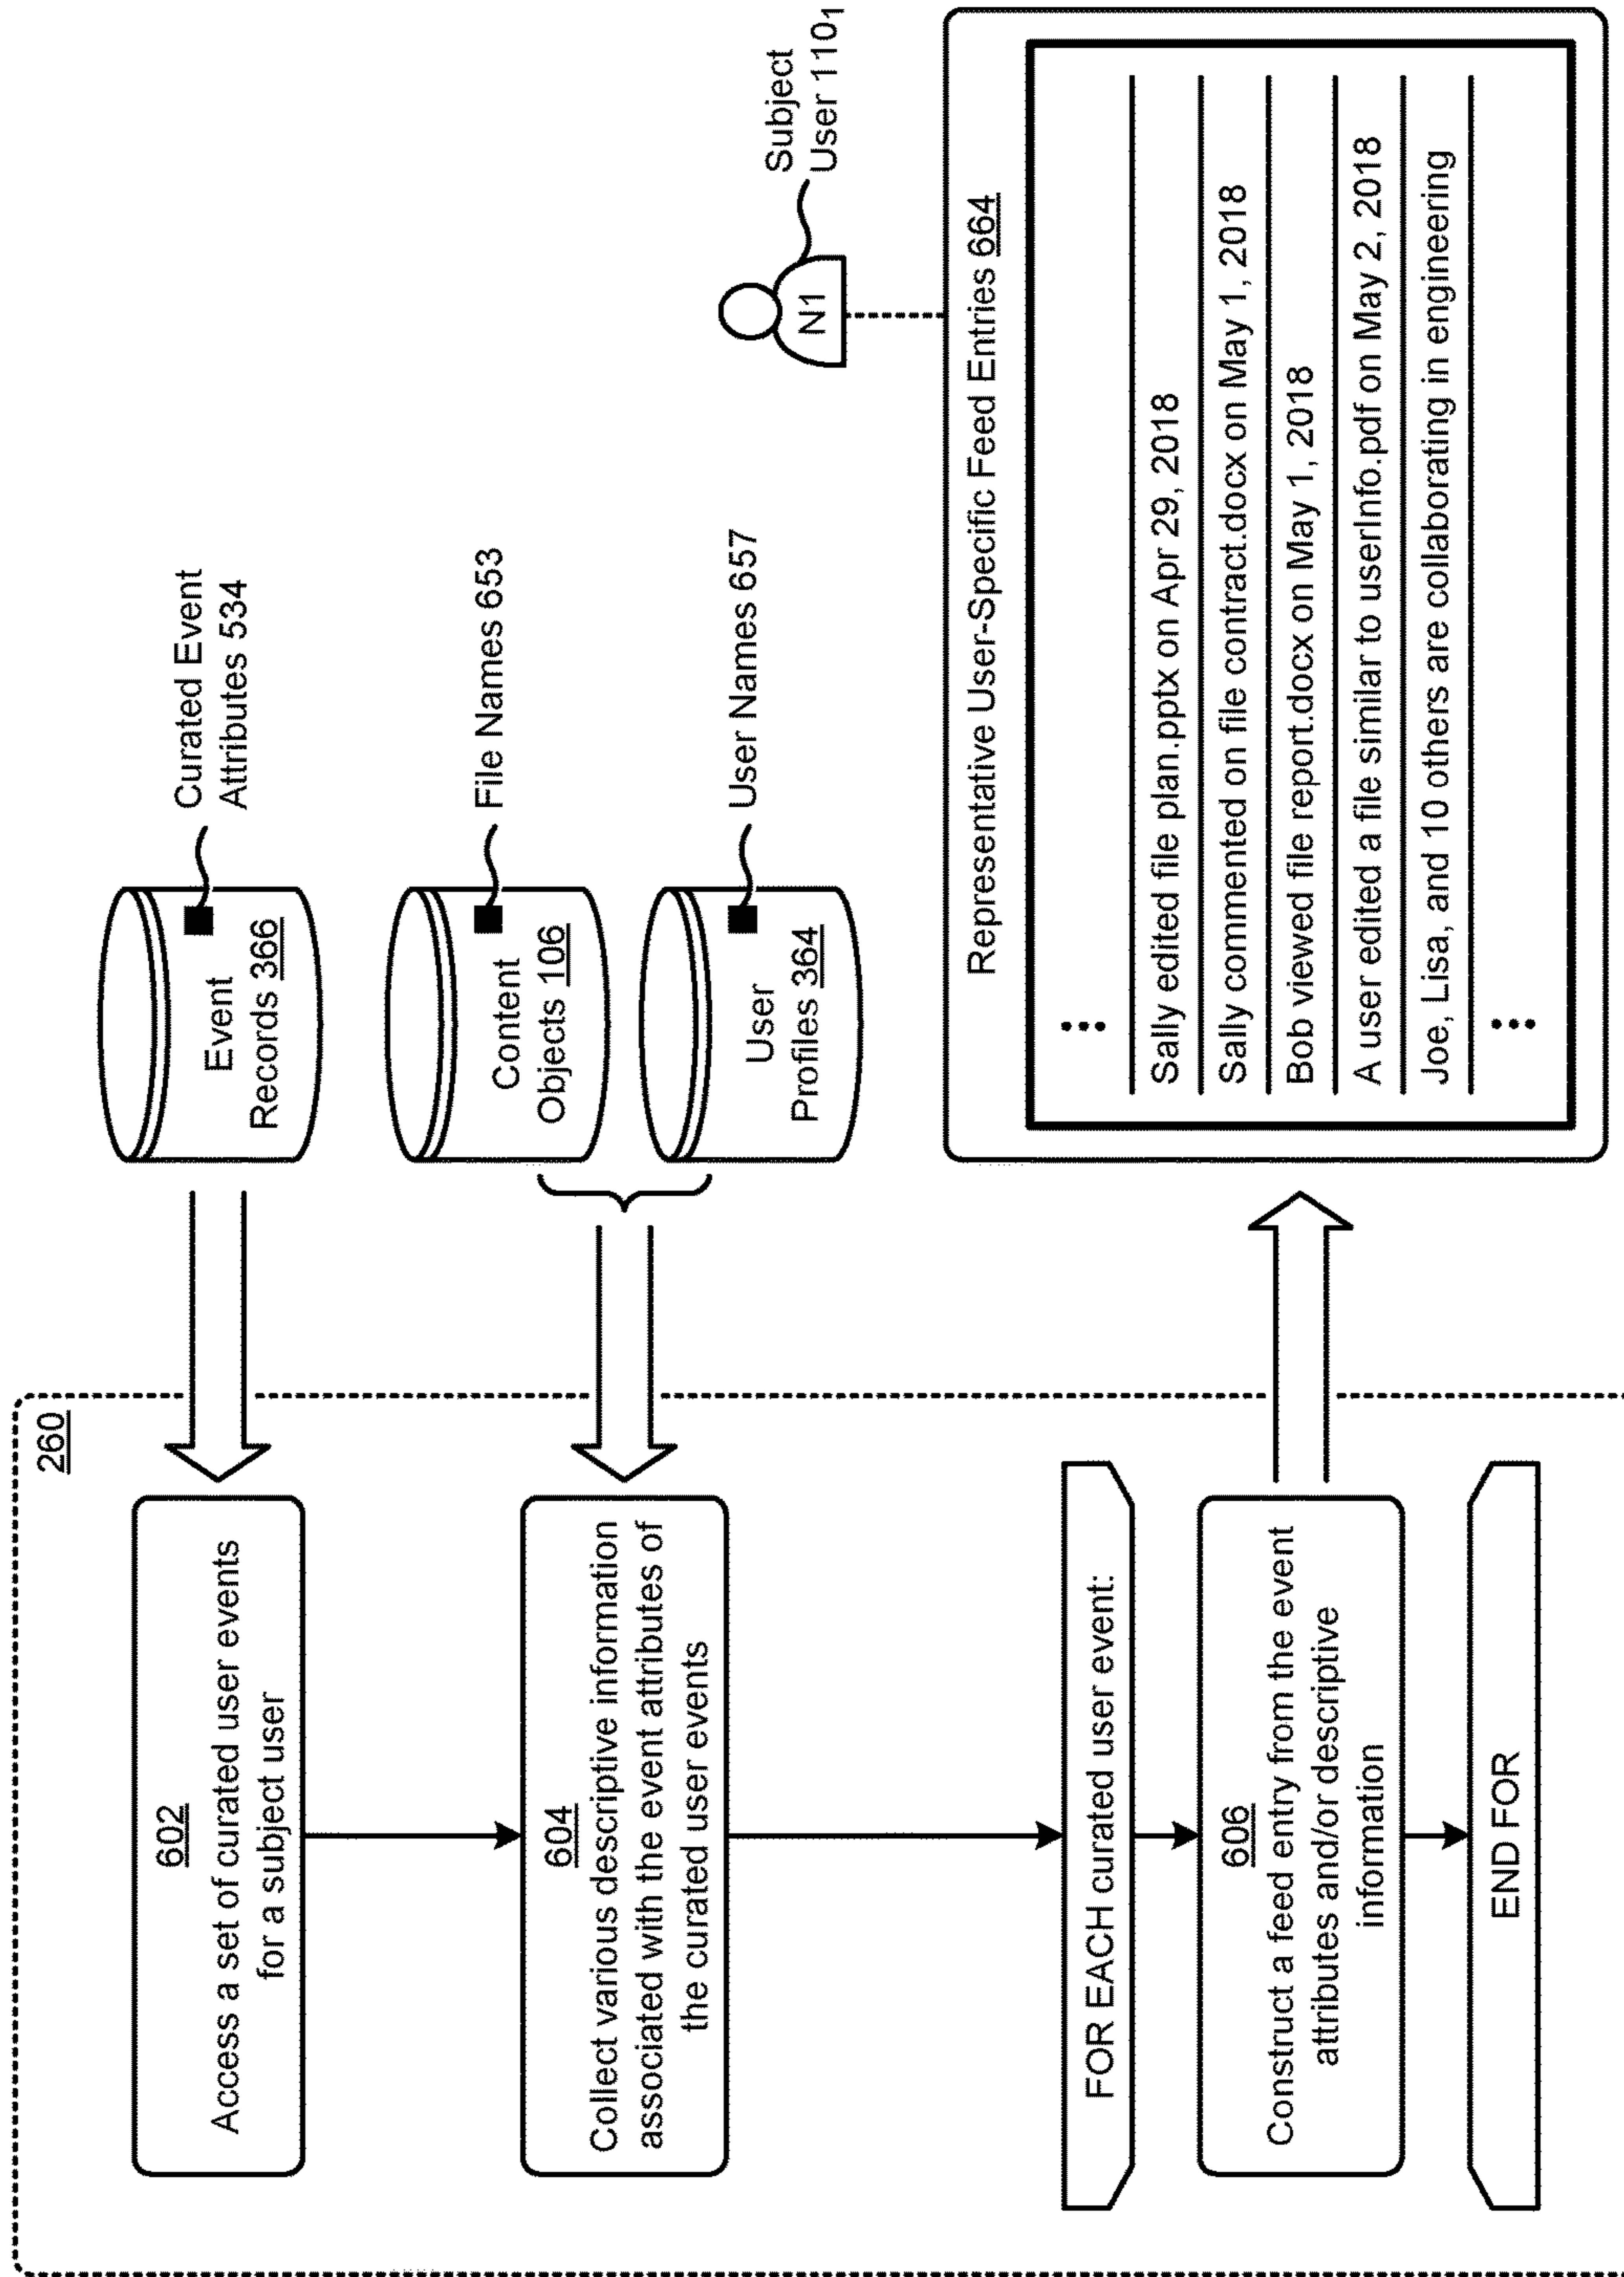 260
602
Access a set of curated user events
for a subject user
604
Collect various descriptive information
associated with the event attributes of
the curated user events
FOR EACH curated user event:
606
Construct a feed entry from the event
attributes and/or descriptive
information
END FOR
Event
Records 366
Curated Event
Attributes 534
Content
Objects 106
File Names 653
User
Profiles 364
User Names 657
Subject
User 110₁
N1
Representative User-Specific Feed Entries 664
...
Sally edited file plan.pptx on Apr 29, 2018
Sally commented on file contract.docx on May 1, 2018
Bob viewed file report.docx on May 1, 2018
A user edited a file similar to userInfo.pdf on May 2, 2018
Joe, Lisa, and 10 others are collaborating in engineering
...